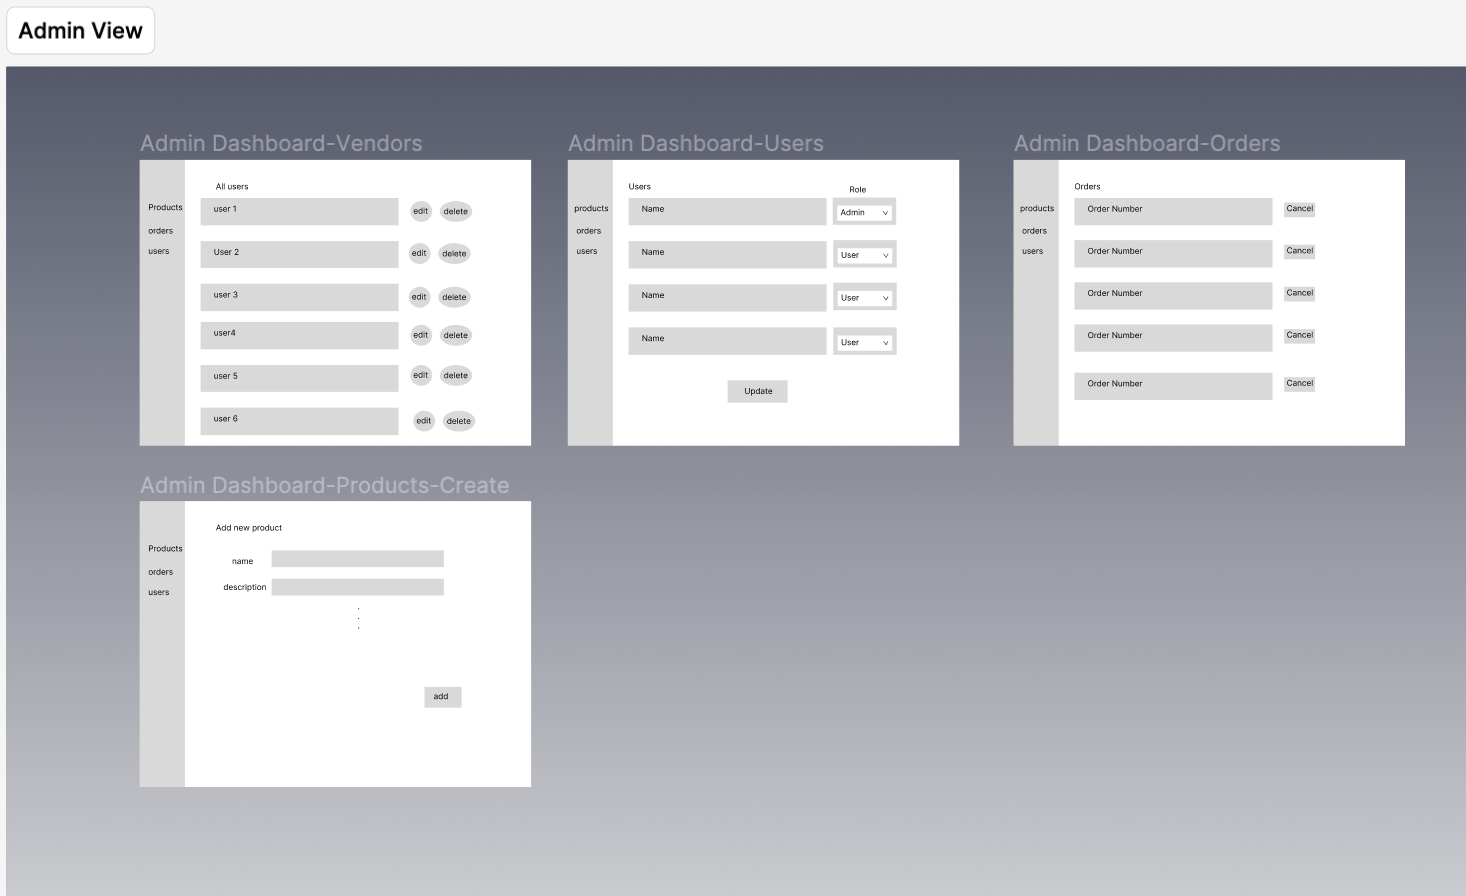 Admin View
Admin Dashboard-Vendors
All users
Products
orders
users
user 1
edit
delete
User 2
edit
delete
user 3
edit
delete
user4
edit
delete
user 5
edit
delete
user 6
edit
delete
Admin Dashboard-Users
Users
Role
products
orders
users
Name
Admin
Name
User
Name
User
Name
User
Update
Admin Dashboard-Orders
Orders
products
orders
users
Order Number
Cancel
Order Number
Cancel
Order Number
Cancel
Order Number
Cancel
Order Number
Cancel
Admin Dashboard-Products-Create
Add new product
Products
orders
users
name
description
.
.
.
add